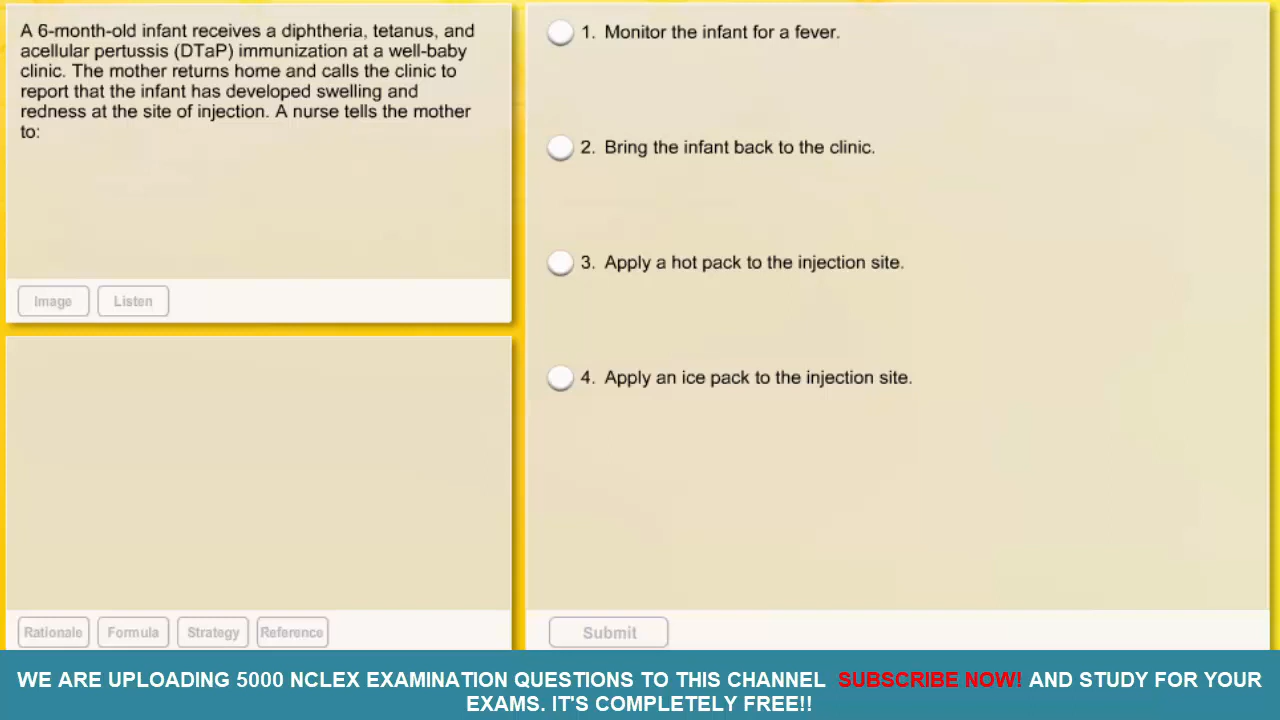 A 6-month-old infant receives a diphtheria, tetanus, and
acellular pertussis (DTaP) immunization at a well-baby
clinic. The mother returns home and calls the clinic to
report that the infant has developed swelling and
redness at the site of injection. A nurse tells the mother
to:
Image Listen
1. Monitor the infant for a fever.
2. Bring the infant back to the clinic.
3. Apply a hot pack to the injection site.
4. Apply an ice pack to the injection site.
Rationale Formula Strategy Reference
Submit
WE ARE UPLOADING 5000 NCLEX EXAMINATION QUESTIONS TO THIS CHANNEL SUBSCRIBE NOW! AND STUDY FOR YOUR
EXAMS. IT'S COMPLETELY FREE!!